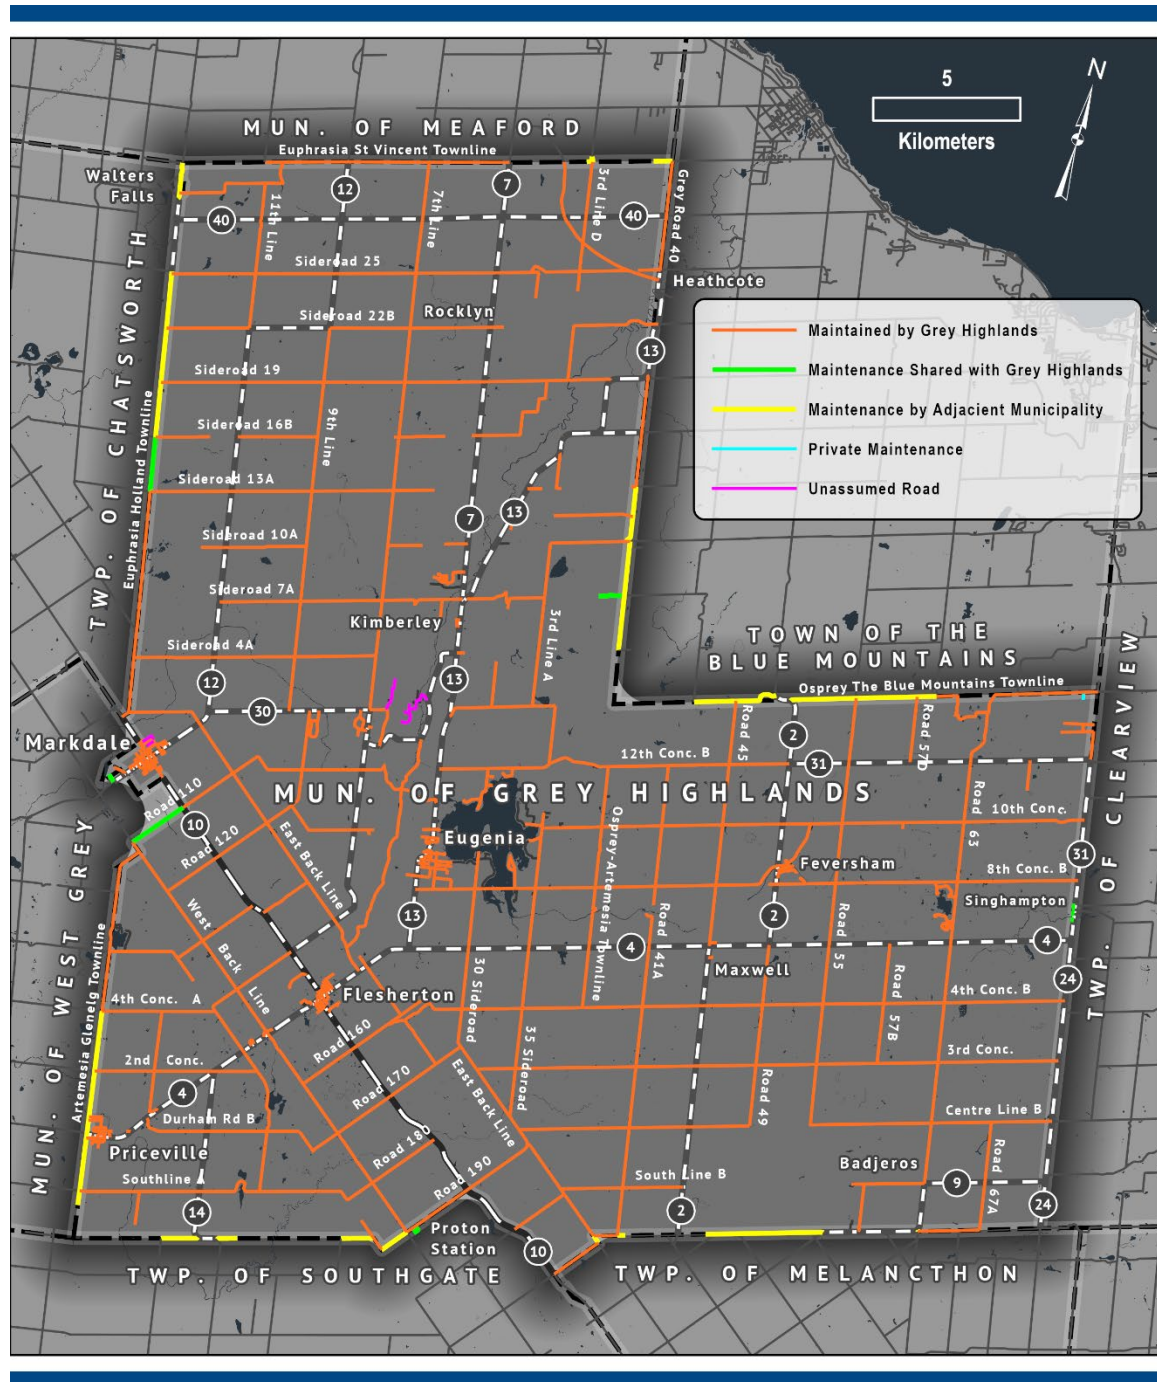 5
Kilometers
N
MUN. OF MEAFORD
Euphrasia St Vincent Townline
Walters
Falls
12
7
40
40
11th Line
7th Line
3rd Line D
Grey Road 40
Sideroad 25
Heathcote
Sideroad 22B
Rocklyn
13
Maintained by Grey Highlands
Maintenance Shared with Grey Highlands
Maintenance by Adjacient Municipality
Private Maintenance
Unassumed Road
TWP. OF CHATSWORTH
Euphrasia Holland Townline
Sideroad 19
9th Line
Sideroad 16B
Sideroad 13A
7
13
Sideroad 10A
Sideroad 7A
Kimberley
3rd Line A
Sideroad 4A
12
13
30
TOWN OF THE
BLUE MOUNTAINS
Osprey The Blue Mountains Townline
TWP. OF CLEARVIEW
Markdale
Road 45
Road 57D
2
12th Conc. B
31
Road 110
MUN. OF GREY HIGHLANDS
10
Road 120
East Back Line
Eugenia
Osprey-Artemesia Townline
Road 63
10th Conc.
Feversham
31
8th Conc. B
Singhampton
MUN. OF WEST GREY
Artemesia Glenelg Townline
West Back Line
13
2
Road 41A
Road 55
4
4
Maxwell
24
Flesherton
30 Sideroad
Road 57B
4th Conc. A
4th Conc. B
Road 160
35 Sideroad
2nd Conc.
3rd Conc.
Road 170
4
Durham Rd B
East Back Line
Road 49
Centre Line B
Priceville
Road 180
Road 190
Badjeros
Road 67A
Southline A
South Line B
9
14
2
24
Proton
Station
10
TWP. OF SOUTHGATE
TWP. OF MELANCTHON